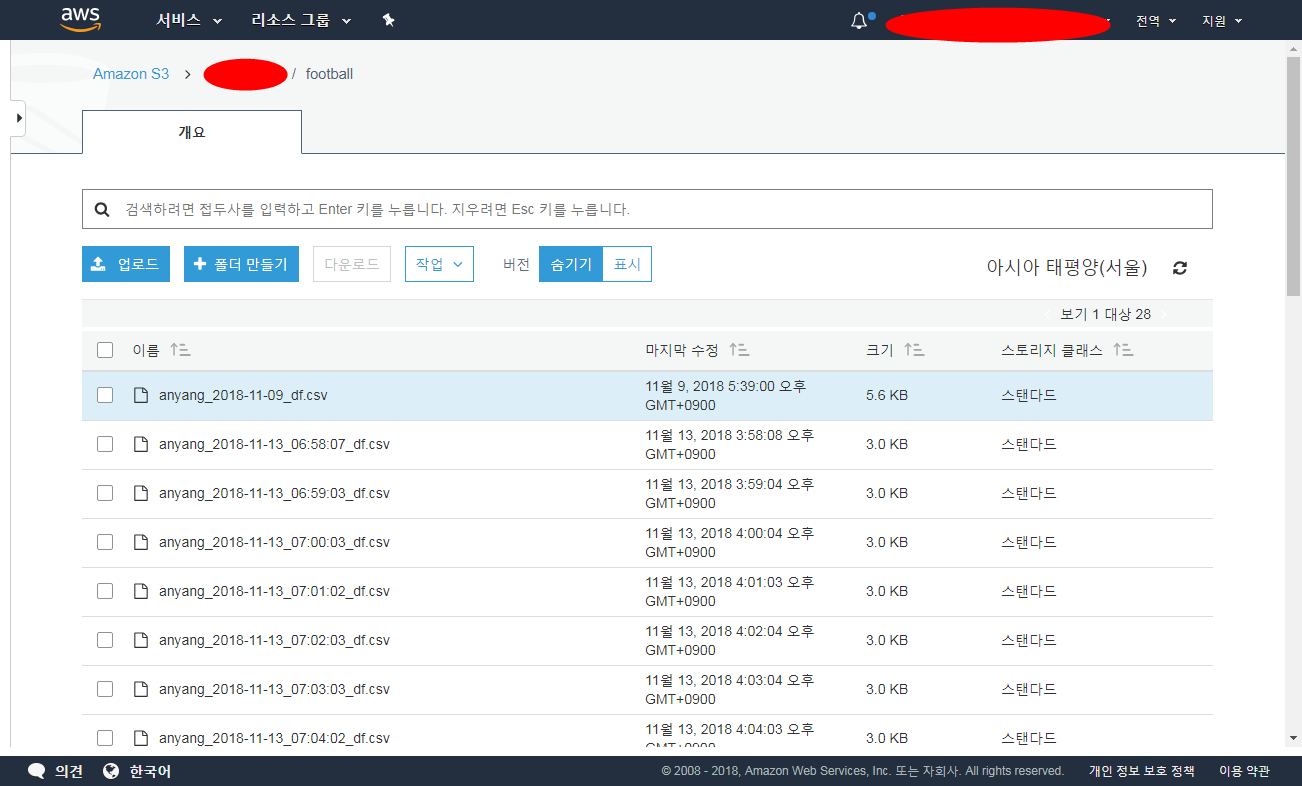 aws 서비스 리소스 그룹 전역 지원
Amazon S3 > / football
개요
검색하려면 접두사를 입력하고 Enter 키를 누릅니다. 지우려면 Esc 키를 누릅니다.
업로드 + 폴더 만들기 다운로드 작업 버전 숨기기 표시 아시아 태평양(서울)
보기 1 대상 28
이름 마지막 수정 크기 스토리지 클래스
anyang_2018-11-09_df.csv 11월 9, 2018 5:39:00 오후 5.6 KB 스탠다드
GMT+0900
anyang_2018-11-13_06:58:07_df.csv 11월 13, 2018 3:58:08 오후 3.0 KB 스탠다드
GMT+0900
anyang_2018-11-13_06:59:03_df.csv 11월 13, 2018 3:59:04 오후 3.0 KB 스탠다드
GMT+0900
anyang_2018-11-13_07:00:03_df.csv 11월 13, 2018 4:00:04 오후 3.0 KB 스탠다드
GMT+0900
anyang_2018-11-13_07:01:02_df.csv 11월 13, 2018 4:01:03 오후 3.0 KB 스탠다드
GMT+0900
anyang_2018-11-13_07:02:03_df.csv 11월 13, 2018 4:02:04 오후 3.0 KB 스탠다드
GMT+0900
anyang_2018-11-13_07:03:03_df.csv 11월 13, 2018 4:03:04 오후 3.0 KB 스탠다드
GMT+0900
anyang_2018-11-13_07:04:02_df.csv 11월 13, 2018 4:04:03 오후 3.0 KB 스탠다드
GMT+0900
의견 한국어 © 2008 - 2018, Amazon Web Services, Inc. 또는 자회사. All rights reserved. 개인 정보 보호 정책 이용 약관